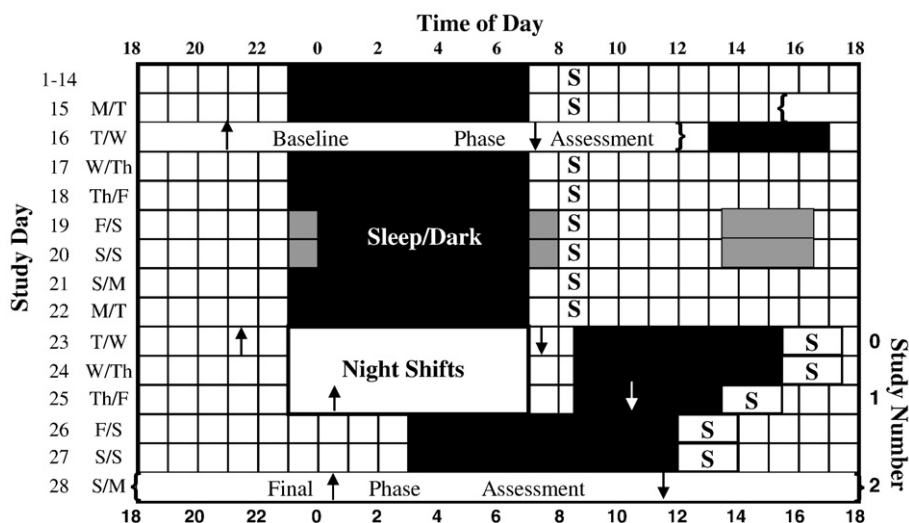 Time of Day
18 20 22 0 2 4 6 8 10 12 14 16 18
Study Day
1-14 S
15 M/T S {
16 T/W Baseline Phase Assessment }
17 W/Th S
18 Th/F S
19 F/S Sleep/Dark S
20 S/S S
21 S/M S
22 M/T S
23 T/W S 0
Night Shifts
24 W/Th S
25 Th/F S 1
26 F/S S
27 S/S S
28 S/M { Final Phase Assessment } 2
Study Number
18 20 22 0 2 4 6 8 10 12 14 16 18